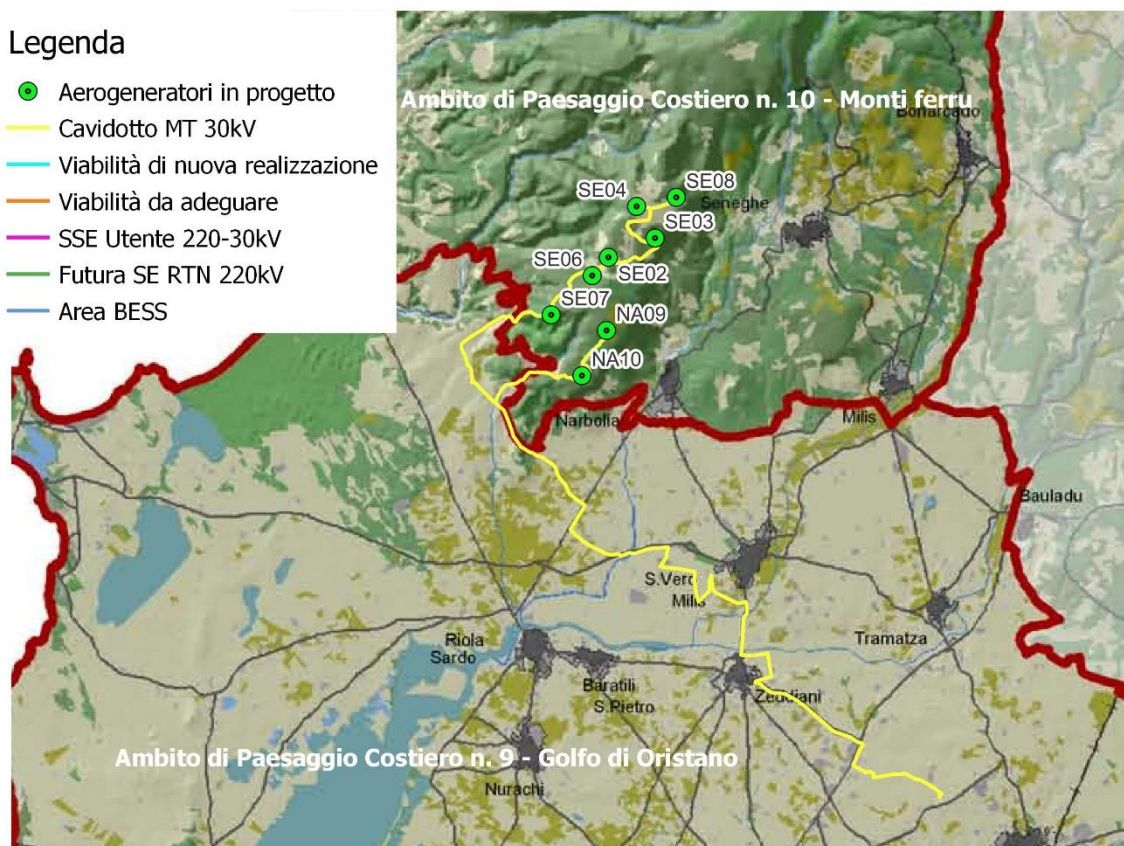 Legenda
Aerogeneratori in progetto
Cavidotto MT 30kV
Viabilità di nuova realizzazione
Viabilità da adeguare
SSE Utente 220-30kV
Futura SE RTN 220kV
Area BESS
Ambito di Paesaggio Costiero n. 10 - Monti ferru
Bonarcado
SE04
SE08
Seneghe
SE03
SE06
SE02
SE07
NA09
NA10
Narbolia
Milis
Bauladu
S.Vero
Milis
Tramatza
Riola
Sardo
Baratili
S.Pietro
Zeddiani
Ambito di Paesaggio Costiero n. 9 - Golfo di Oristano
Nurachi